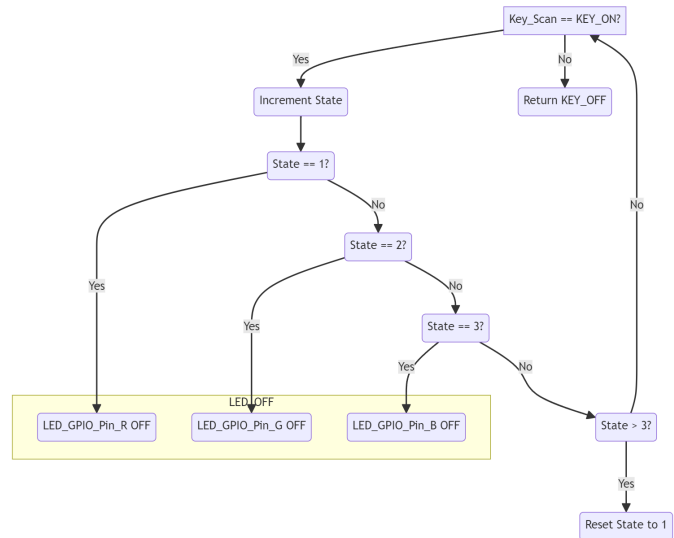 Key_Scan == KEY_ON?
Yes
No
Increment State
Return KEY_OFF
State == 1?
No
No
State == 2?
Yes
No
Yes
State == 3?
Yes
No
LED_OFF
LED_GPIO_Pin_R OFF
LED_GPIO_Pin_G OFF
LED_GPIO_Pin_B OFF
State > 3?
Yes
Reset State to 1